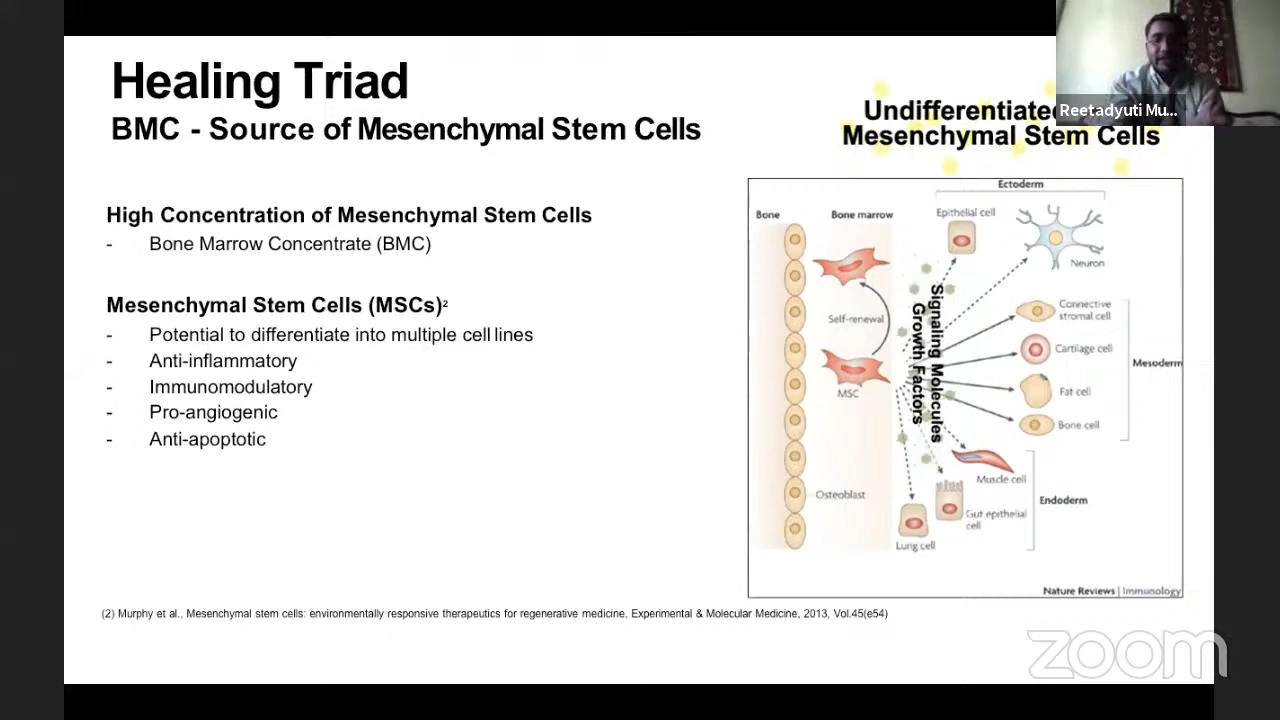 Healing Triad
BMC - Source of Mesenchymal Stem Cells
Undifferentiated
Mesenchymal Stem Cells
Reetadyuti Mu...
High Concentration of Mesenchymal Stem Cells
- Bone Marrow Concentrate (BMC)
Mesenchymal Stem Cells (MSCs)²
- Potential to differentiate into multiple cell lines
- Anti-inflammatory
- Immunomodulatory
- Pro-angiogenic
- Anti-apoptotic
Ectoderm
Bone
Bone marrow
Epithelial cell
Neuron
Self-renewal
MSC
Signaling Molecules
Growth Factors
Connective
stromal cell
Cartilage cell
Mesoderm
Fat cell
Bone cell
Muscle cell
Osteoblast
Endoderm
Gut epithelial
cell
Lung cell
Nature Reviews | Immunology
(2) Murphy et al., Mesenchymal stem cells: environmentally responsive therapeutics for regenerative medicine, Experimental & Molecular Medicine, 2013, Vol.45(e54)
zoom